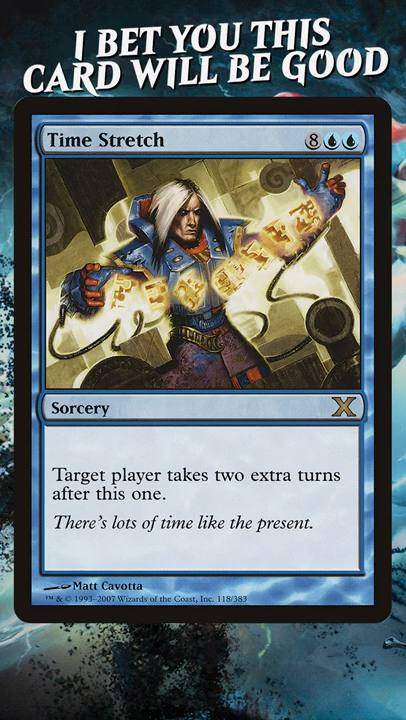 I BET YOU THIS
CARD WILL BE GOOD
Time Stretch
8
Sorcery
X
Target player takes two extra turns
after this one.
There's lots of time like the present.
Matt Cavotta
™ & © 1993–2007 Wizards of the Coast, Inc. 118/383